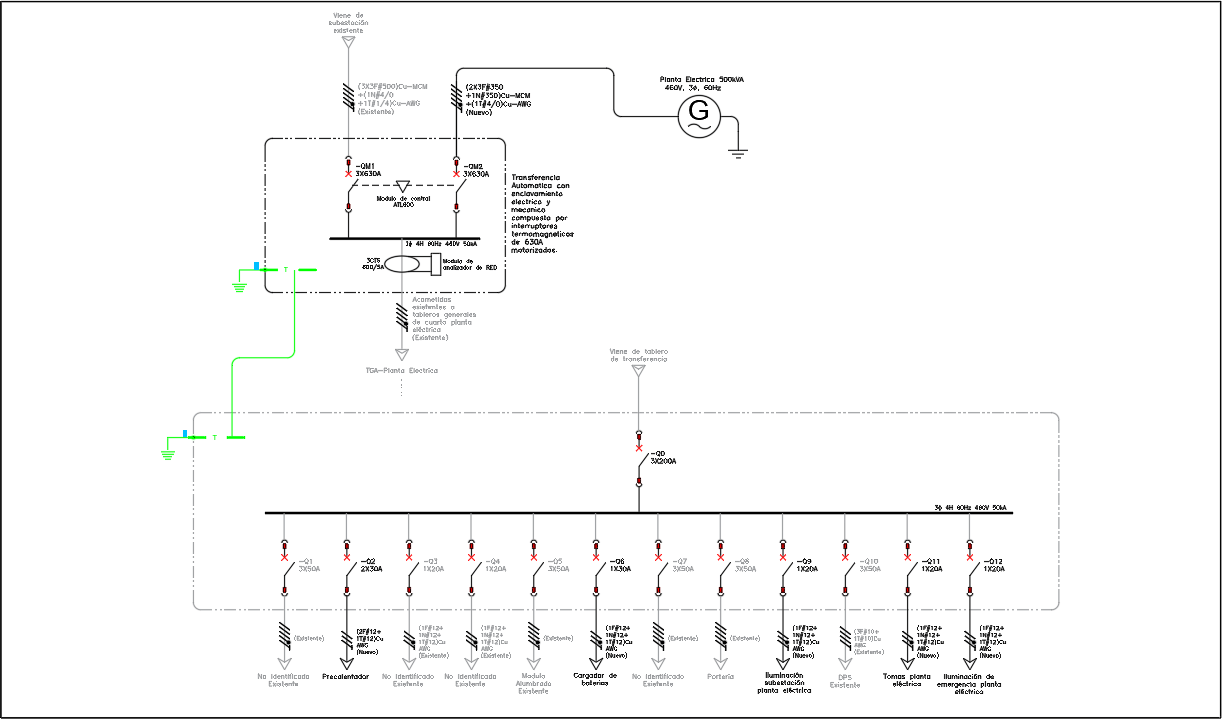 Viene de
subestación
existente
(3X3F#500)Cu-MCM
+(1N#4/0
+1T#1/4)Cu-AWG
(Existente)
(2X3F#350
+1N#350)Cu-MCM
+(1T#4/0)Cu-AWG
(Nuevo)
Planta Electrica 500kVA
460V, 3ϕ, 60Hz
G
-QM1
3X630A
-QM2
3X630A
Modulo de control
ATL600
Transferencia
Automatica con
enclavamiento
electrico y
mecanico
compuesto por
interruptores
termomagneticos
de 630A
motorizados.
3ϕ 4H 60Hz 460V 50kA
3CTS
600/5A
Modulo de
analizador de RED
T
Acometidas
existentes a
tableros generales
de cuarto planta
eléctrica
(Existente)
TGA-Planta Electrica
Viene de tablero
de transferencia
T
-QD
3X200A
3ϕ 4H 60Hz 460V 50kA
-Q1
3X50A
-Q2
2X30A
-Q3
1X20A
-Q4
1X20A
-Q5
3X50A
-Q6
1X30A
-Q7
3X50A
-Q8
3X50A
-Q9
1X20A
-Q10
3X50A
-Q11
1X20A
-Q12
1X20A
(Existente)
(2F#12+
1T#12)Cu
AWG
(Nuevo)
(1F#12+
1N#12+
1T#12)Cu
AWG
(Existente)
(1F#12+
1N#12+
1T#12)Cu
AWG
(Existente)
(Existente)
(1F#12+
1N#12+
1T#12)Cu
AWG
(Nuevo)
(Existente)
(Existente)
(1F#12+
1N#12+
1T#12)Cu
AWG
(Nuevo)
(3F#10+
1T#10)Cu
AWG
(Existente)
(1F#12+
1N#12+
1T#12)Cu
AWG
(Nuevo)
(1F#12+
1N#12+
1T#12)Cu
AWG
(Nuevo)
No Identificado
Existente
Precalentador
No Identificado
Existente
No Identificado
Existente
Modulo
Alumbrado
Existente
Cargador de
baterias
No Identificado
Existente
Portería
Iluminación
subestación
planta eléctrica
DPS
Existente
Tomas planta
eléctrica
Iluminación de
emergencia planta
eléctrica